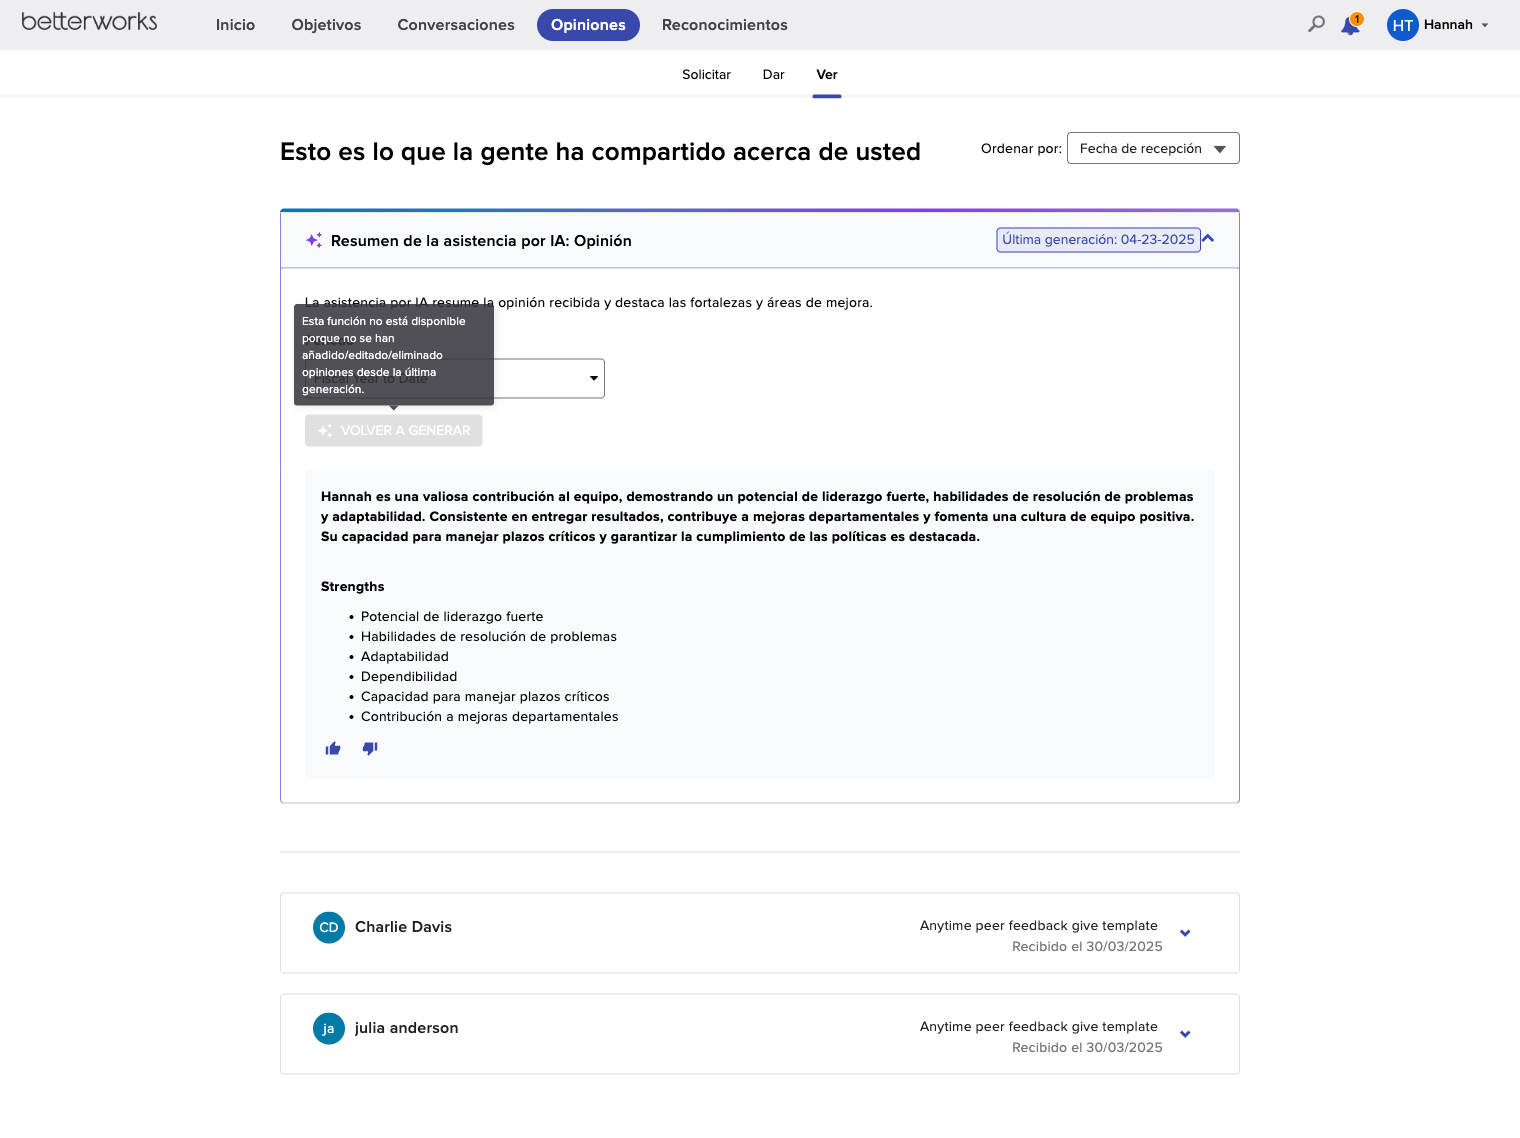 betterworks
Inicio
Objetivos
Conversaciones
Opiniones
Reconocimientos
1
HT
Hannah
Solicitar
Dar
Ver
Esto es lo que la gente ha compartido acerca de usted
Ordenar por:
Fecha de recepción
Resumen de la asistencia por IA: Opinión
Última generación: 04-23-2025
La asistencia por IA resume la opinión recibida y destaca las fortalezas y áreas de mejora.
Esta función no está disponible
porque no se han
añadido/editado/eliminado
opiniones desde la última
generación.
Fiscal Year to Date
VOLVER A GENERAR
Hannah es una valiosa contribución al equipo, demostrando un potencial de liderazgo fuerte, habilidades de resolución de problemas
y adaptabilidad. Consistente en entregar resultados, contribuye a mejoras departamentales y fomenta una cultura de equipo positiva.
Su capacidad para manejar plazos críticos y garantizar la cumplimiento de las políticas es destacada.
Strengths
• Potencial de liderazgo fuerte
• Habilidades de resolución de problemas
• Adaptabilidad
• Dependibilidad
• Capacidad para manejar plazos críticos
• Contribución a mejoras departamentales
CD
Charlie Davis
Anytime peer feedback give template
Recibido el 30/03/2025
ja
julia anderson
Anytime peer feedback give template
Recibido el 30/03/2025